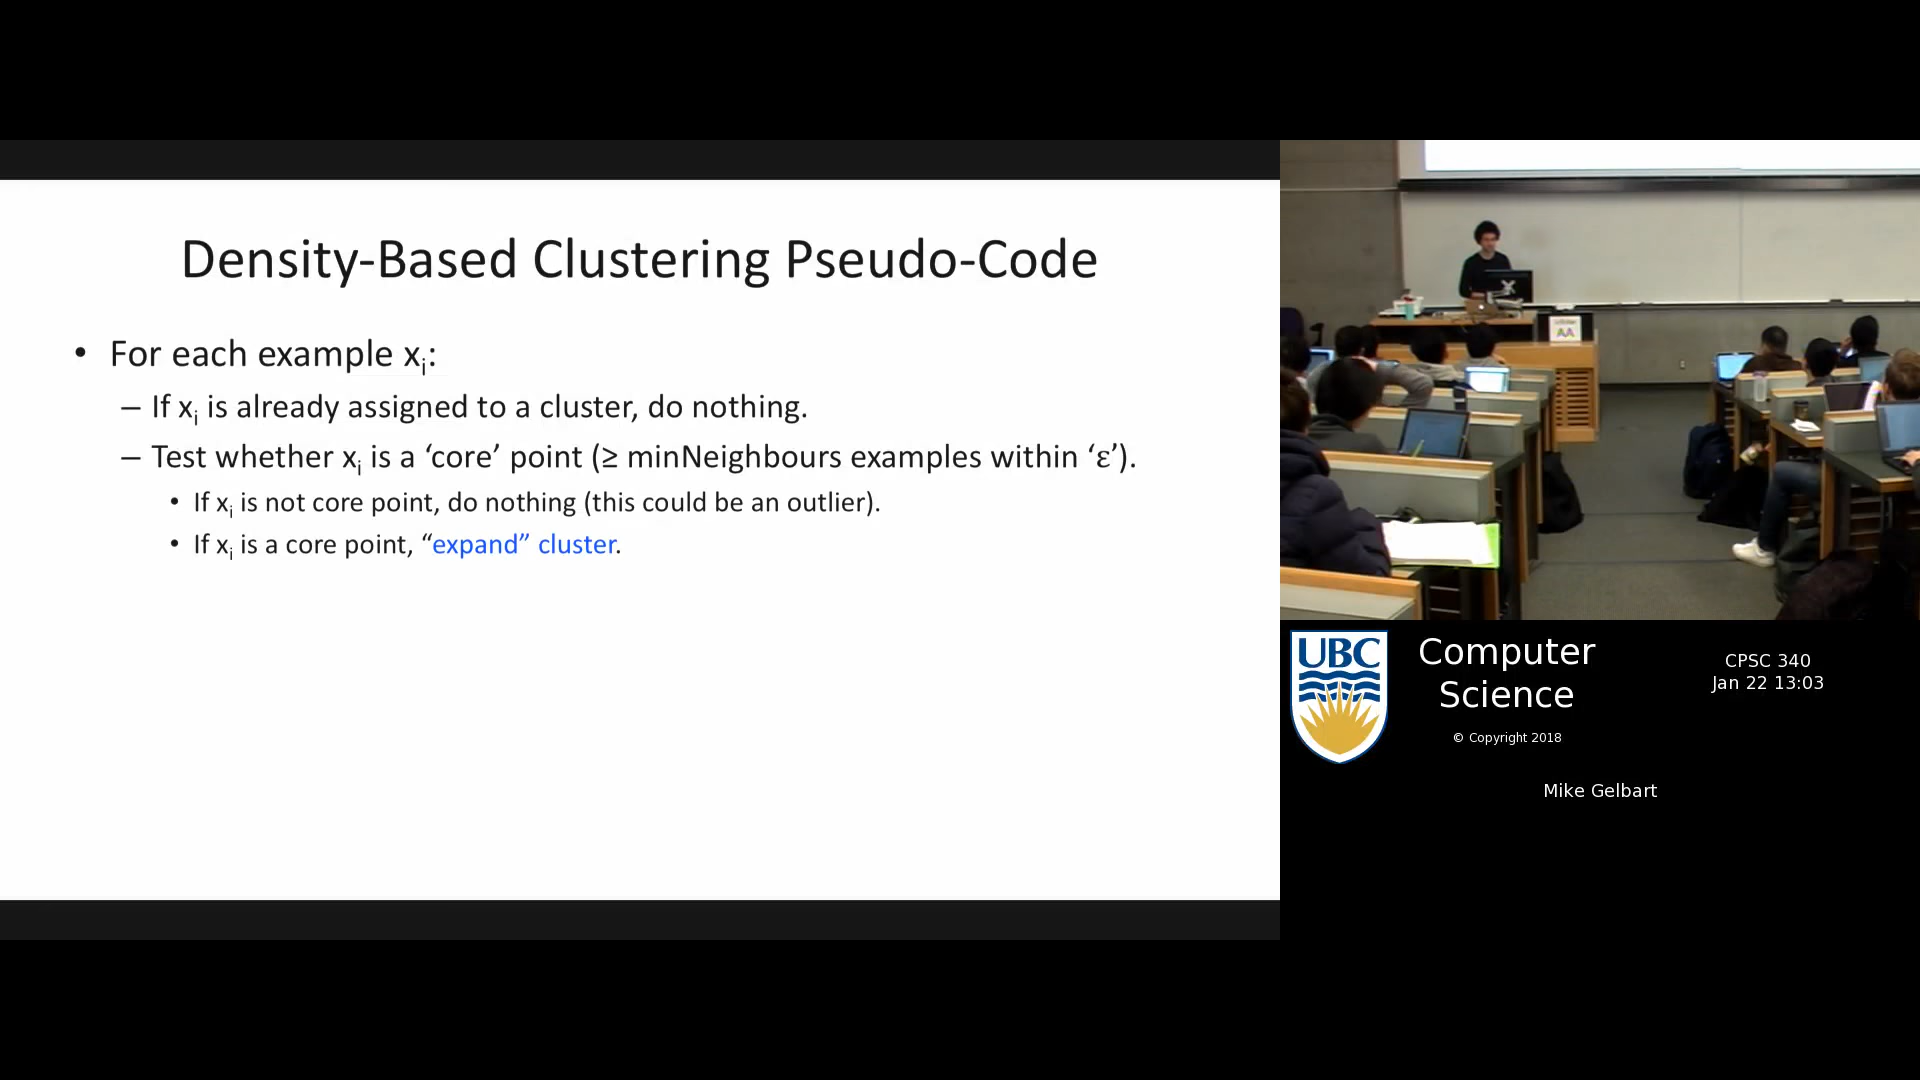 Density-Based Clustering Pseudo-Code
• For each example xᵢ:
– If xᵢ is already assigned to a cluster, do nothing.
– Test whether xᵢ is a ‘core’ point (≥ minNeighbours examples within ‘ε’).
• If xᵢ is not core point, do nothing (this could be an outlier).
• If xᵢ is a core point, “expand” cluster.
UBC
Computer
Science
© Copyright 2018
CPSC 340
Jan 22 13:03
Mike Gelbart